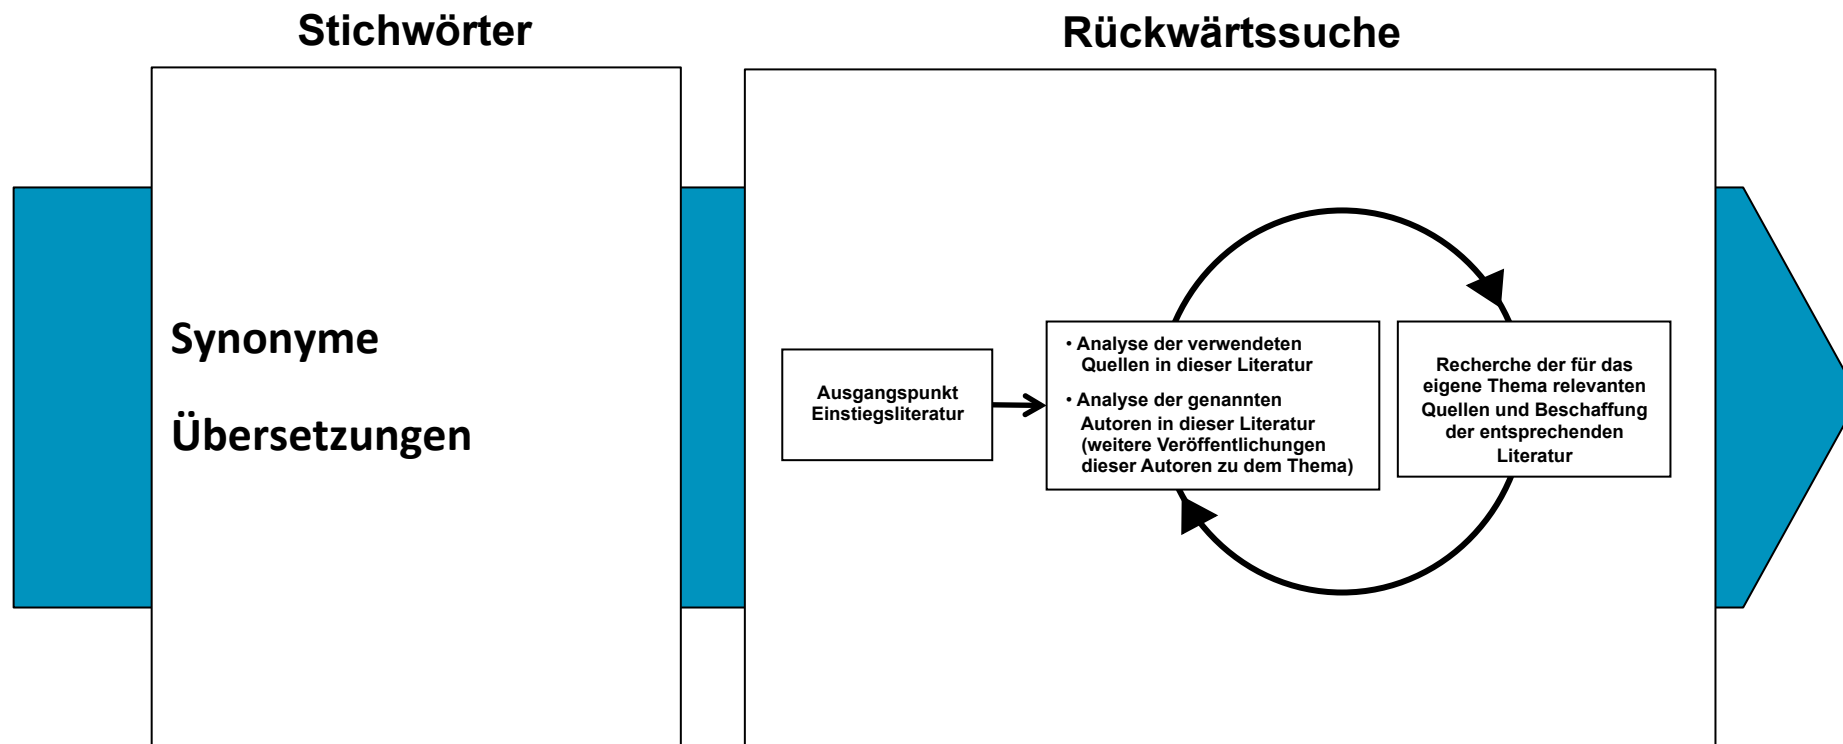 Stichwörter
Synonyme
Übersetzungen
Rückwärtssuche
Ausgangspunkt
Einstiegsliteratur
• Analyse der verwendeten
Quellen in dieser Literatur
• Analyse der genannten
Autoren in dieser Literatur
(weitere Veröffentlichungen
dieser Autoren zu dem Thema)
Recherche der für das
eigene Thema relevanten
Quellen und Beschaffung
der entsprechenden
Literatur